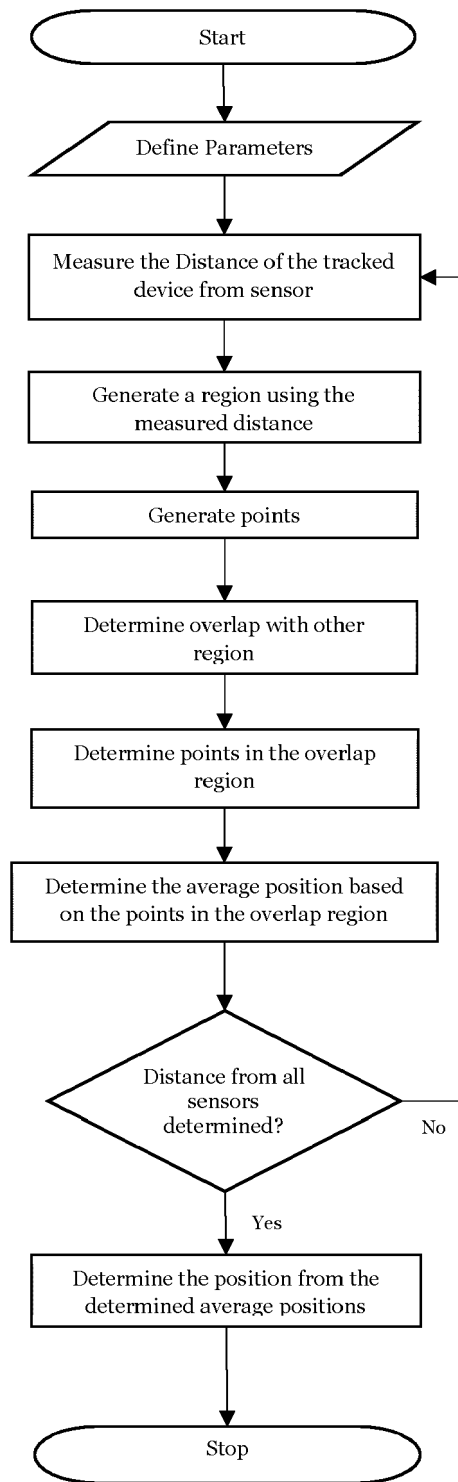 Start
Define Parameters
Measure the Distance of the tracked
device from sensor
Generate a region using the
measured distance
Generate points
Determine overlap with other
region
Determine points in the overlap
region
Determine the average position based
on the points in the overlap region
Distance from all
sensors
determined?
No
Yes
Determine the position from the
determined average positions
Stop